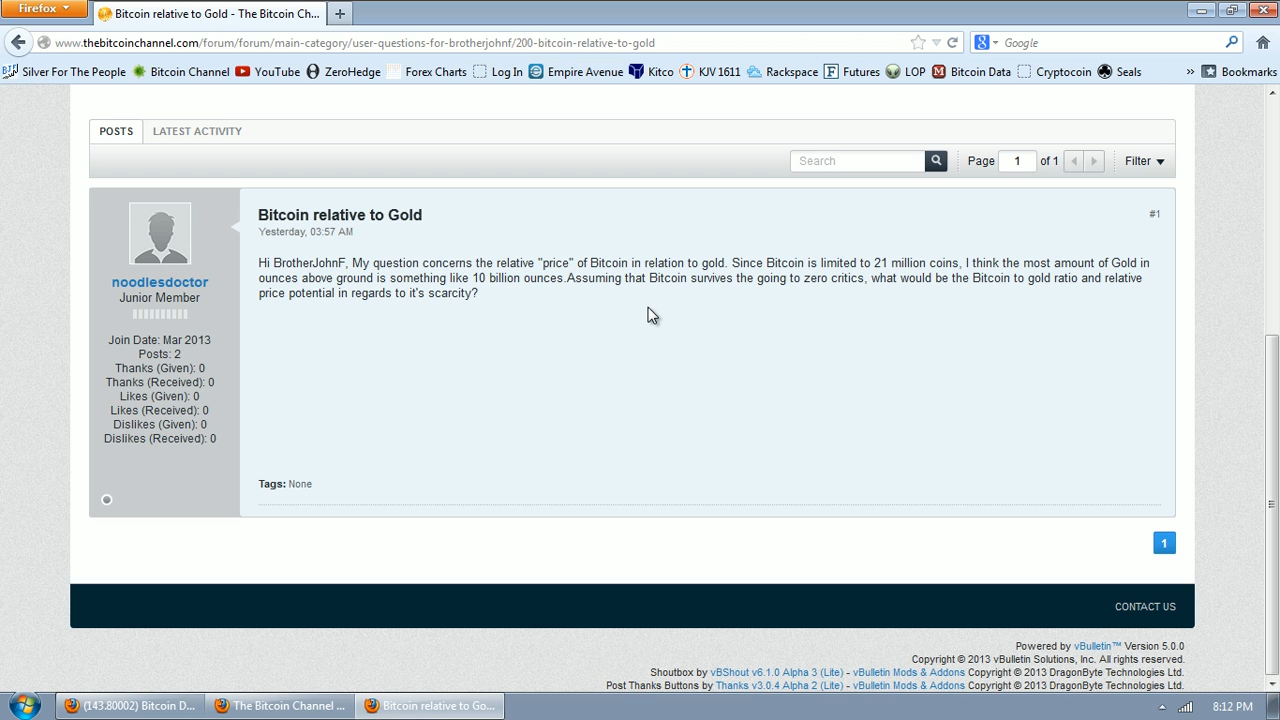 Firefox
Bitcoin relative to Gold - The Bitcoin Ch...
www.thebitcoinchannel.com/forum/forum/main-category/user-questions-for-brotherjohnf/200-bitcoin-relative-to-gold
Google
Silver For The People
Bitcoin Channel
YouTube
ZeroHedge
Forex Charts
Log In
Empire Avenue
Kitco
KJV 1611
Rackspace
Futures
LOP
Bitcoin Data
Cryptocoin
Seals
»
Bookmarks
POSTS
LATEST ACTIVITY
Search
Page 1 of 1
Filter
noodlesdoctor
Junior Member
Join Date: Mar 2013
Posts: 2
Thanks (Given): 0
Thanks (Received): 0
Likes (Given): 0
Likes (Received): 0
Dislikes (Given): 0
Dislikes (Received): 0
Bitcoin relative to Gold
#1
Yesterday, 03:57 AM
Hi BrotherJohnF, My question concerns the relative "price" of Bitcoin in relation to gold. Since Bitcoin is limited to 21 million coins, I think the most amount of Gold in
ounces above ground is something like 10 billion ounces.Assuming that Bitcoin survives the going to zero critics, what would be the Bitcoin to gold ratio and relative
price potential in regards to it's scarcity?
Tags: None
1
CONTACT US
Powered by vBulletin™ Version 5.0.0
Copyright © 2013 vBulletin Solutions, Inc. All rights reserved.
Shoutbox by vBShout v6.1.0 Alpha 3 (Lite) - vBulletin Mods & Addons Copyright © 2013 DragonByte Technologies Ltd.
Post Thanks Buttons by Thanks v3.0.4 Alpha 2 (Lite) - vBulletin Mods & Addons Copyright © 2013 DragonByte Technologies Ltd.
(143.80002) Bitcoin D...
The Bitcoin Channel ...
Bitcoin relative to Go...
8:12 PM